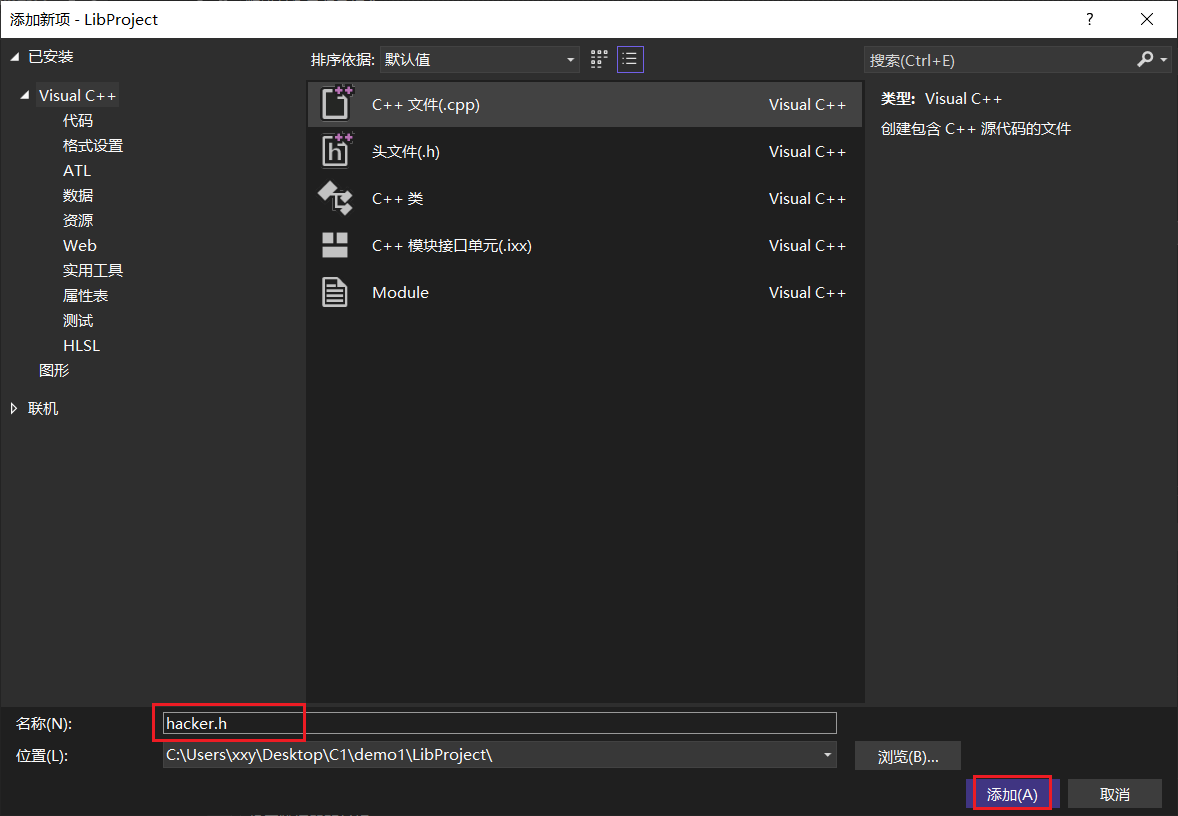 添加新项 - LibProject
?
已安装
排序依据: 默认值
搜索(Ctrl+E)
Visual C++
代码
格式设置
ATL
数据
资源
Web
实用工具
属性表
测试
HLSL
图形
联机
C++ 文件(.cpp) Visual C++
头文件(.h) Visual C++
C++ 类 Visual C++
C++ 模块接口单元(.ixx) Visual C++
Module Visual C++
类型: Visual C++
创建包含 C++ 源代码的文件
名称(N): hacker.h
位置(L): C:\Users\xxy\Desktop\C1\demo1\LibProject\
浏览(B)...
添加(A) 取消